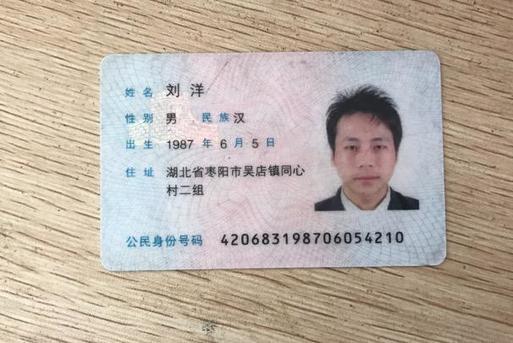 姓名 刘洋
性别 男 民族 汉
出生 1987 年 6 月 5 日
住址 湖北省枣阳市吴店镇同心
村二组
公民身份号码 420683198706054210